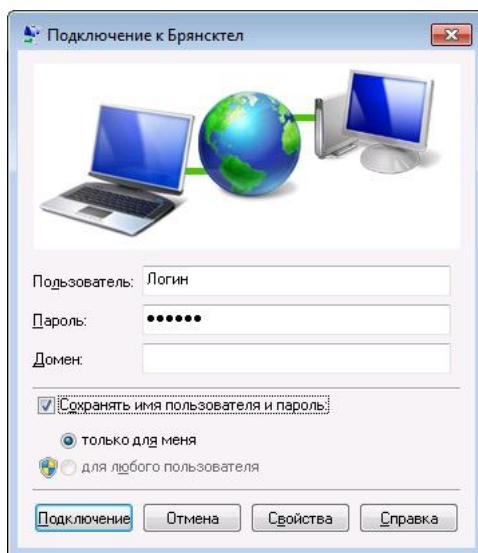 Подключение к Брянсктел
Пользователь: Логин
Пароль: ●●●●●●
Домен:
Сохранять имя пользователя и пароль:
только для меня
для любого пользователя
Подключение Отмена Свойства Справка